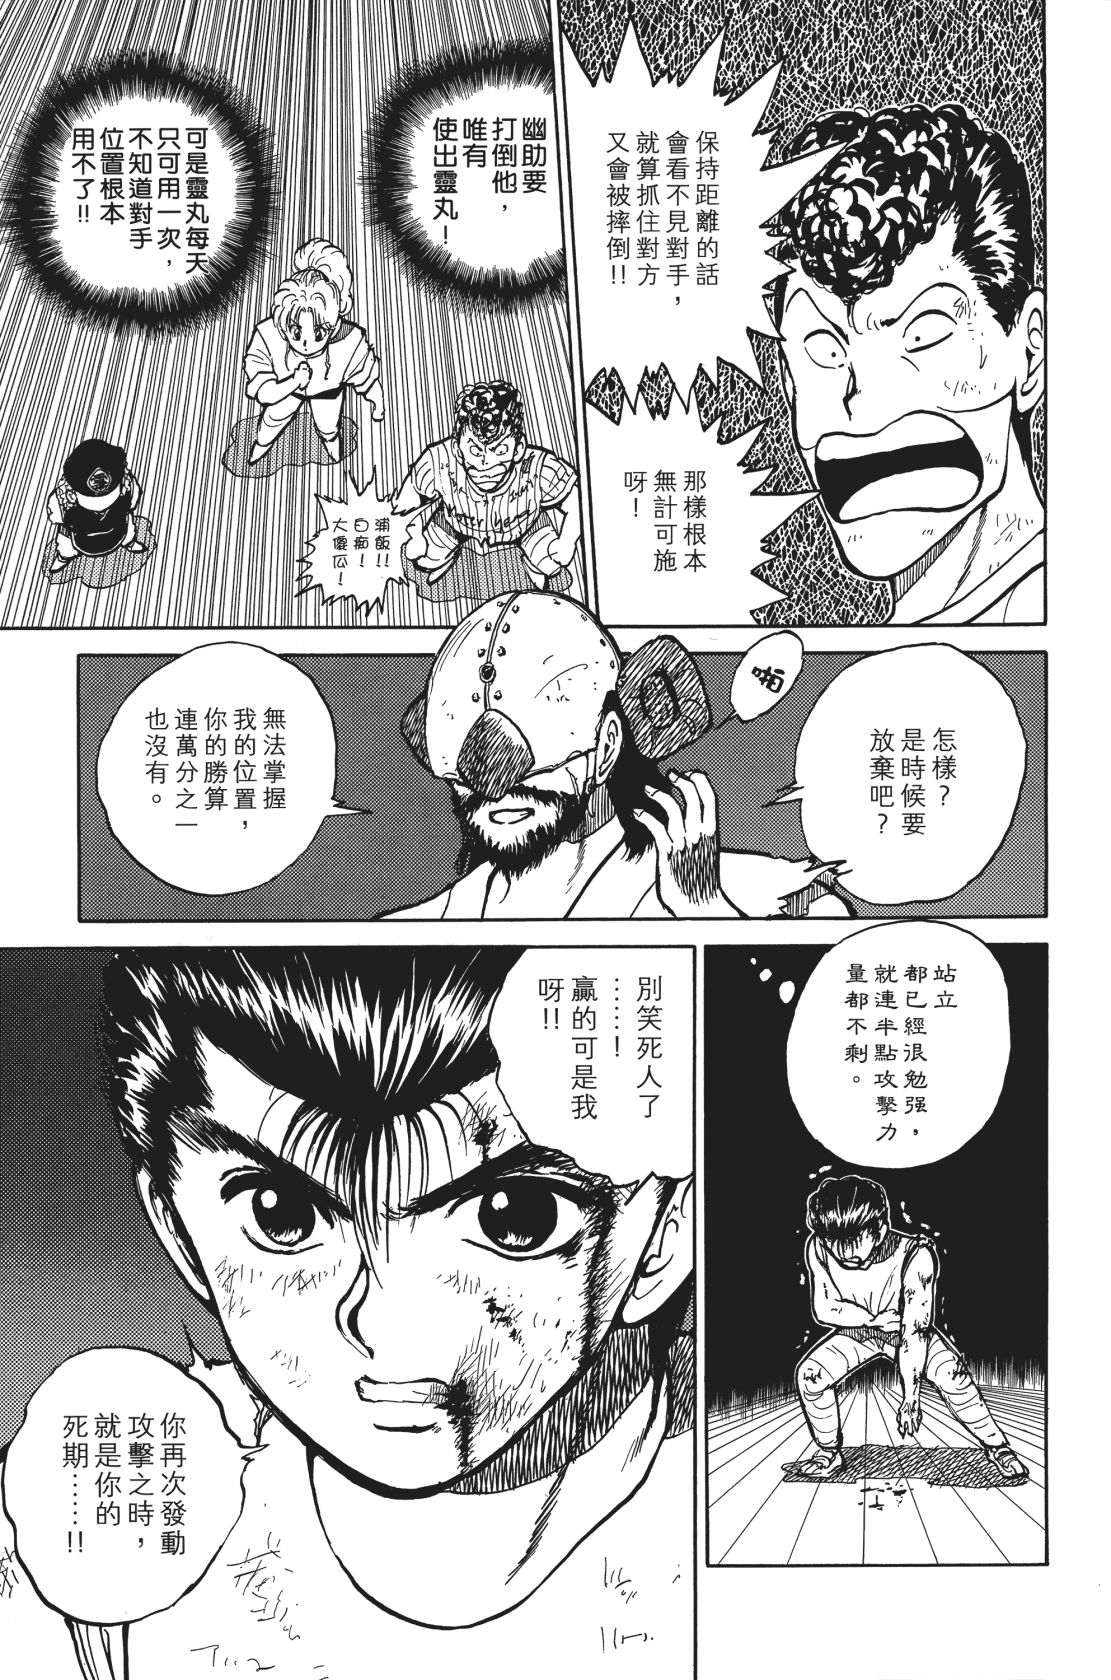 保持距離的話
會看不見對手，
就算抓住對方
又會被摔倒!!
那樣根本
無計可施
呀！
幽助要
打倒他，
唯有
使出靈丸！
可是靈丸每天
只可用一次，
不知道對手
位置根本
用不了!!
浦飯!!
白痴！
大傻瓜！
怎樣？
是時候要
放棄吧？
啪
無法掌握
我的位置，
你的勝算
連萬分之一
也沒有。
站立
都已經很勉強，
就連半點攻擊力
量都不剩。
別笑死人了
……！
贏的可是我
呀!!
你再次發動
攻擊之時，
就是你的
死期……!!